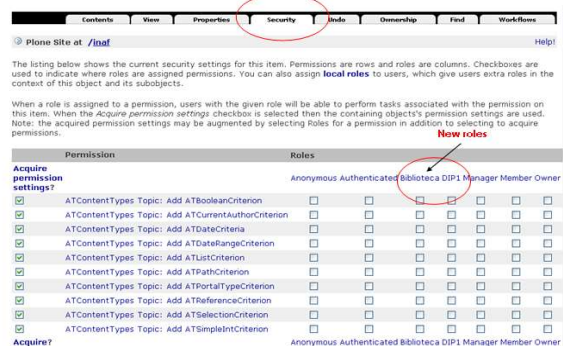 Contents View Properties Security Undo Ownership Find Workflows
Plone Site at /inaf Help!
The listing below shows the current security settings for this item. Permissions are rows and roles are columns. Checkboxes are
used to indicate where roles are assigned permissions. You can also assign local roles to users, which give users extra roles in the
context of this object and its subobjects.
When a role is assigned to a permission, users with the given role will be able to perform tasks associated with the permission on
this item. When the Acquire permission settings checkbox is selected then the containing objects's permission settings are used.
Note: the acquired permission settings may be augmented by selecting Roles for a permission in addition to selecting to acquire
permissions.
New roles
Permission Roles
Acquire
permission
settings?
Anonymous Authenticated Biblioteca DIP1 Manager Member Owner
ATContentTypes Topic: Add ATBooleanCriterion
ATContentTypes Topic: Add ATCurrentAuthorCriterion
ATContentTypes Topic: Add ATDateCriteria
ATContentTypes Topic: Add ATDateRangeCriterion
ATContentTypes Topic: Add ATListCriterion
ATContentTypes Topic: Add ATPathCriterion
ATContentTypes Topic: Add ATPortalTypeCriterion
ATContentTypes Topic: Add ATReferenceCriterion
ATContentTypes Topic: Add ATSelectionCriterion
ATContentTypes Topic: Add ATSimpleIntCriterion
Acquire? Anonymous Authenticated Biblioteca DIP1 Manager Member Owner